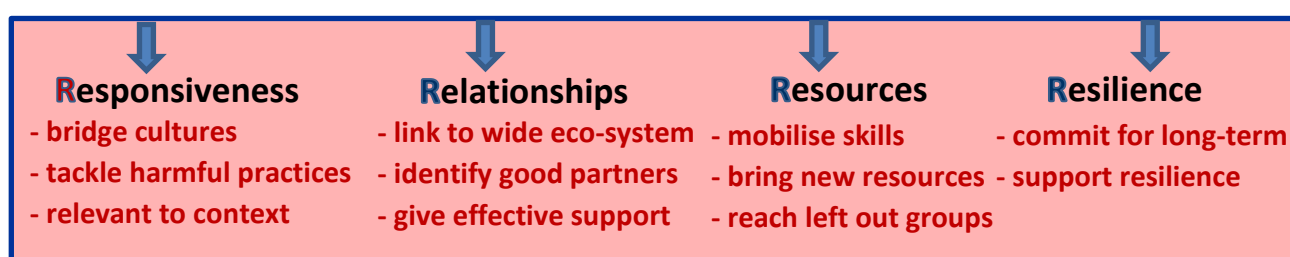 Responsiveness
- bridge cultures
- tackle harmful practices
- relevant to context
Relationships
- link to wide eco-system
- identify good partners
- give effective support
Resources
- mobilise skills
- bring new resources
- reach left out groups
Resilience
- commit for long-term
- support resilience